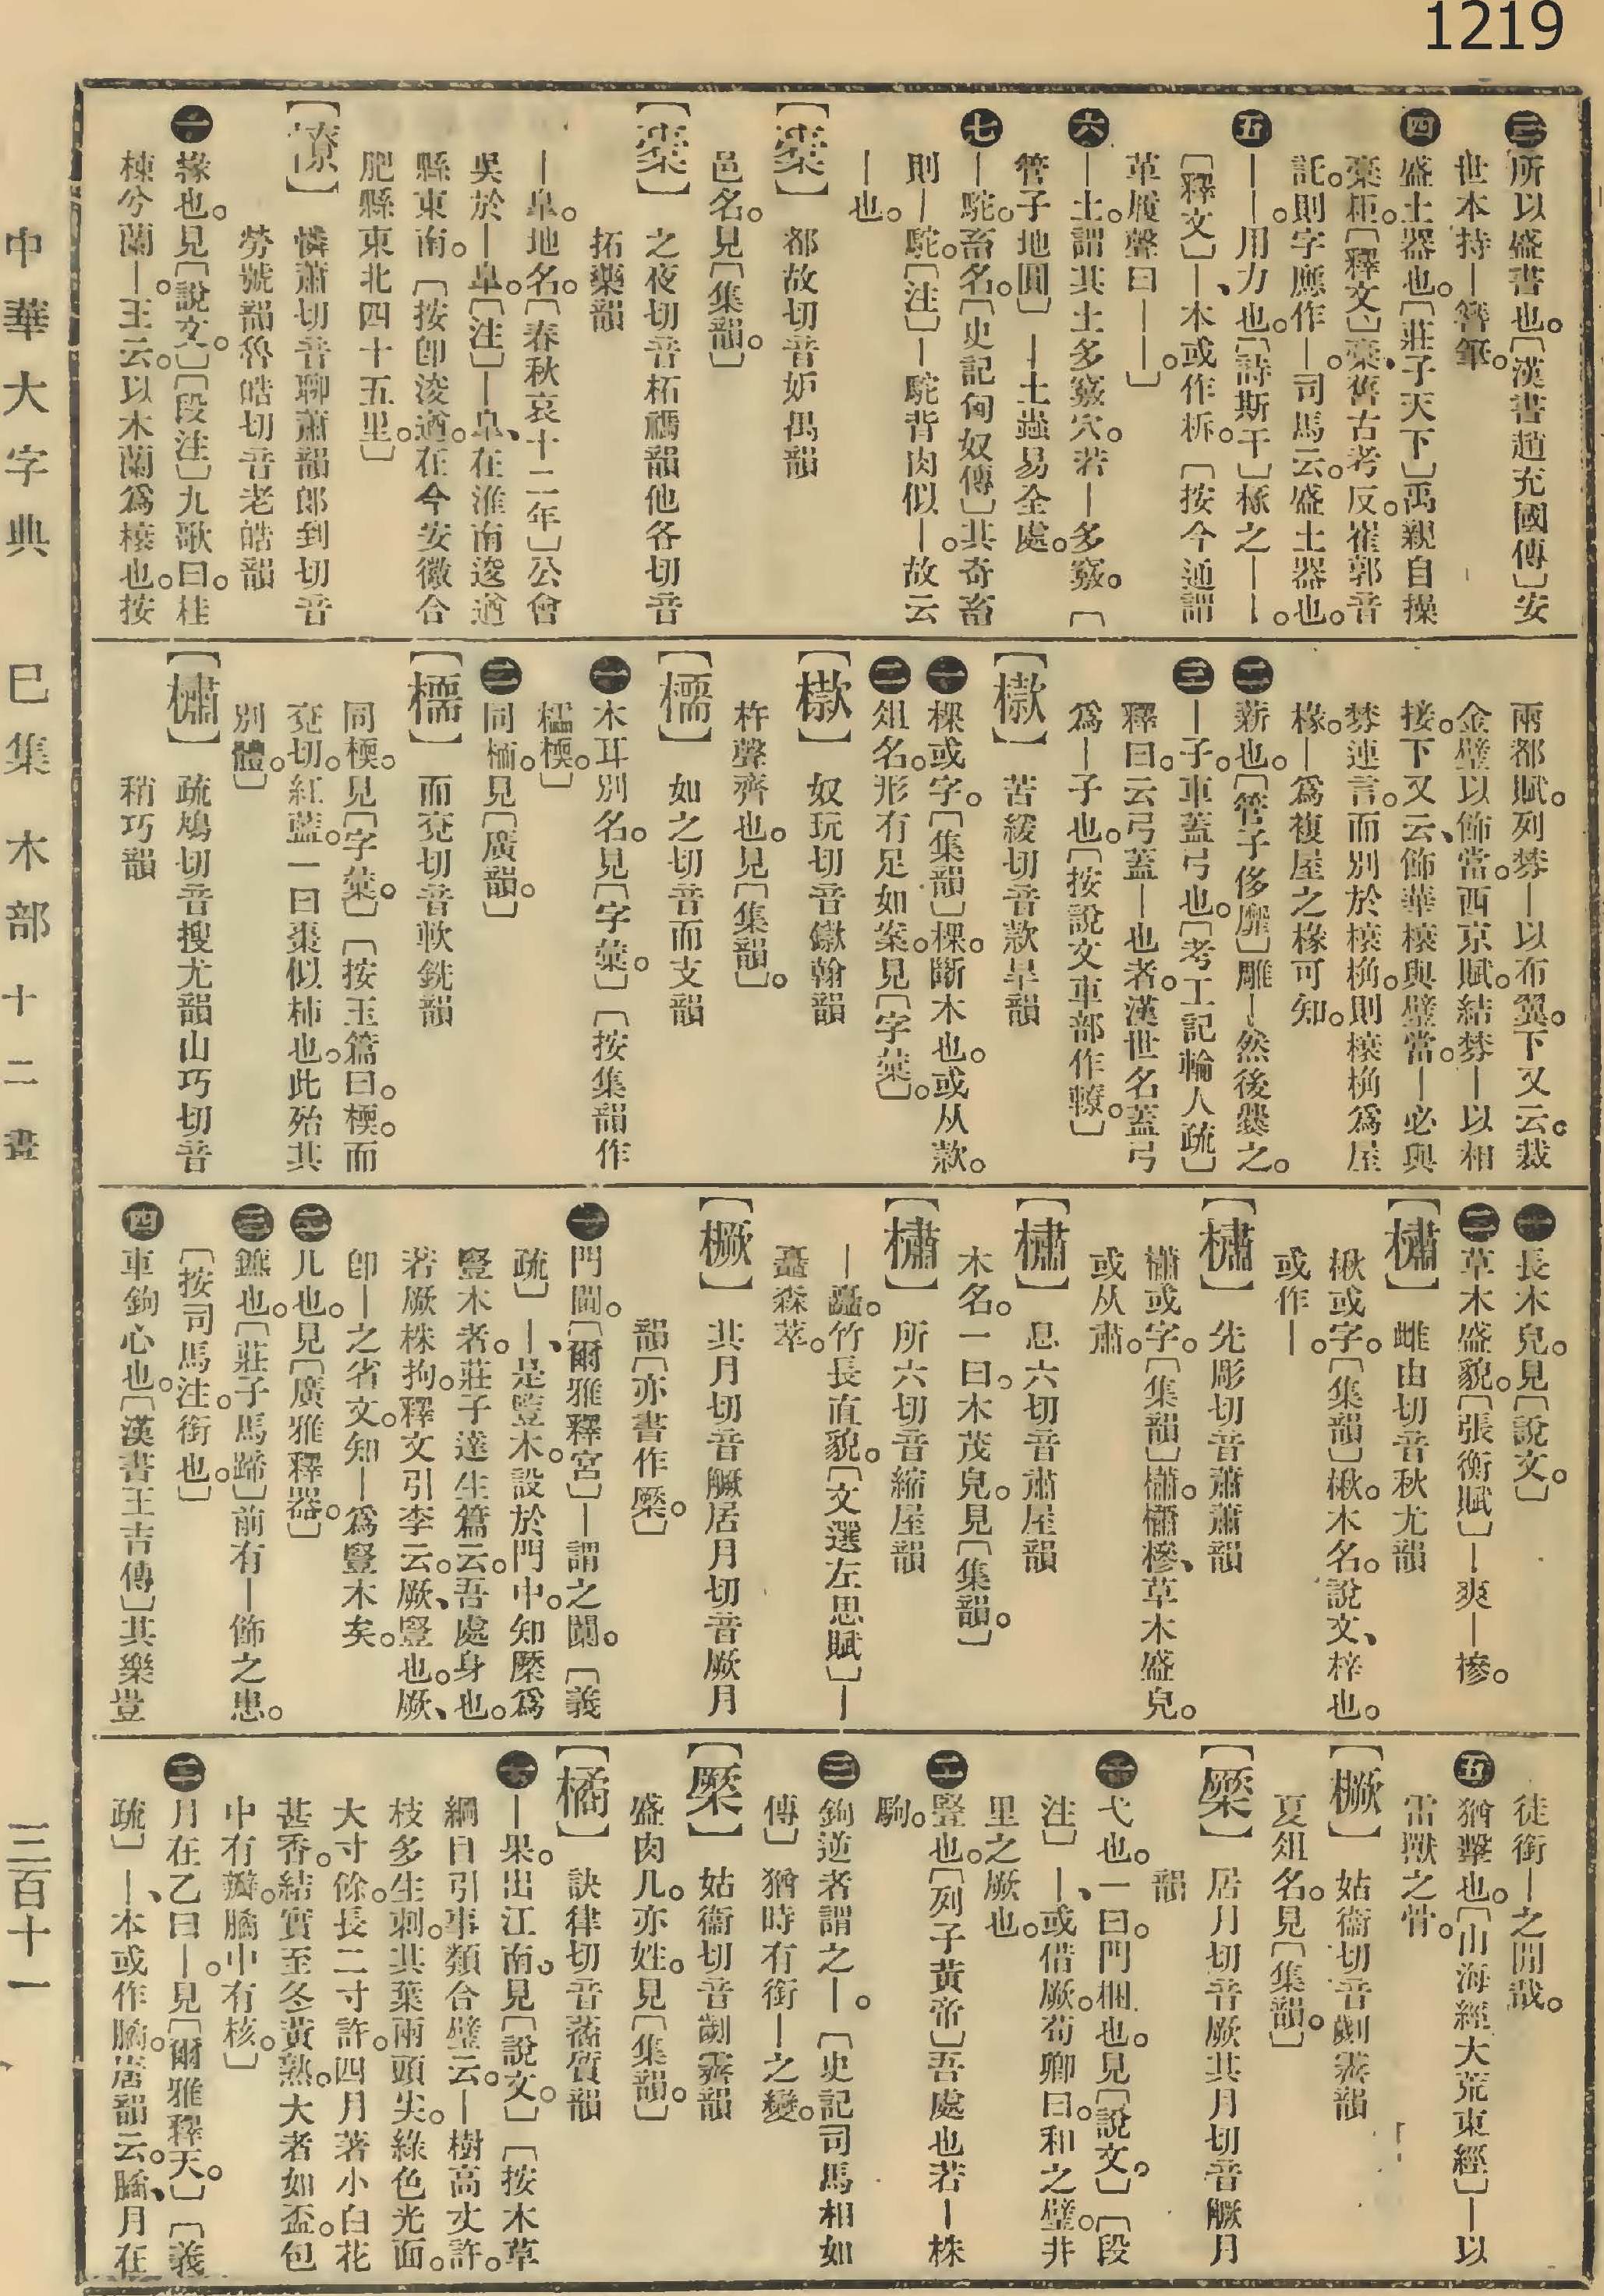 1219
㊂所以盛書也。〔漢書趙充國傳〕安
世本持｜簪筆。
㊃盛土器也。〔莊子天下〕禹親自操
橐耜。〔釋文〕橐、舊古考反。崔郭音
託。則字應作｜。司馬云。盛土器也。
㊄｜｜。用力也。〔詩斯干〕椓之｜｜。
〔釋文〕｜、本或作柝。〔按今通謂
革履聲曰｜｜。〕
㊅｜土。謂其土多竅穴。若｜多竅。〔
管子地圓〕｜土蟲易全處。
㊆｜駝。畜名。〔史記匈奴傳〕其奇畜
則｜駝。〔注〕｜駝背肉似｜。故云
｜也。
【橐】都故切音妒遇韻
邑名。見〔集韻。〕
【橐】之夜切音柘禡韻他各切音
拓藥韻
｜臯。地名。〔春秋哀十二年〕公會
吳於｜臯。〔注〕｜臯、在淮南逡遒
縣東南。〔按卽浚遒。在今安徽合
肥縣東北四十五里。〕
【橑】憐蕭切音聊蕭韻郎到切音
勞號韻魯皓切音老皓韻
㊀椽也。見〔說文。〕〔段注〕九歌曰。桂
棟兮蘭｜。王云。以木蘭爲榱也。按
兩都賦。列棼｜以布翼。下又云。裁
金璧以飾當。西京賦。結棼｜以相
接。下又云、飾華榱與璧當。｜必與
棼連言。而別於榱桷。則榱桷爲屋
椽。｜爲複屋之椽可知。
㊁薪也。〔管子侈靡〕雕｜然後爨之。
㊂｜子。車蓋弓也。〔考工記輪人疏〕
釋曰。云弓蓋｜也者。漢世名蓋弓
爲｜子也。〔按說文車部作轑。〕
【㯘】苦緩切音款旱韻
㊀棵或字。〔集韻〕棵。斷木也。或从款。
㊁俎名。形有足如案。見〔字彙。〕
【㯘】奴玩切音鏉翰韻
杵聲齊也。見〔集韻。〕
【檽】如之切音而支韻
㊀木耳別名。見〔字彙。〕〔按集韻作
檽楆。〕
㊁同栭。見〔廣韻。〕
【檽】而兗切音軟銑韻
同㮕。見〔字彙。〕〔按玉篇曰。㮕。而
兗切。紅藍。一曰棗似柿也。此殆其
別體。〕
【橚】疏鳩切音搜尤韻山巧切音
稍巧韻
㊀長木皃。見〔說文。〕
㊁草木盛貌。〔張衡賦〕｜爽｜槮。
【橚】雌由切音秋尤韻
楸或字。〔集韻〕楸。木名。說文、梓也。
或作｜。
【橚】先彫切音蕭蕭韻
櫹或字。〔集韻〕櫹。櫹槮、草木盛皃。
或从肅。
【橚】息六切音肅屋韻
木名。一曰。木茂皃。見〔集韻。〕
【橚】所六切音縮屋韻
｜矗。竹長直貌。〔文選左思賦〕｜
矗森萃。
【橛】其月切音鱖居月切音厥月
韻〔亦書作橜。〕
㊀門閫。〔爾雅釋宮〕｜謂之闑。〔義
疏〕｜、是豎木。設於門中。知橜爲
豎木者。莊子達生篇云。吾處身也。
若厥株拘。釋文引李云。厥、豎也。厥、
卽｜之省文。知｜爲豎木矣。
㊁几也。見〔廣雅釋器。〕
㊂鑣也。〔莊子馬蹄〕前有｜飾之患。
〔按司馬注。銜也。〕
㊃車鉤心也。〔漢書王吉傳〕其樂豈
徒銜｜之閒哉。
㊄猶擊也。〔山海經大荒東經〕｜以
雷獸之骨。
【橛】姑衞切音劌霽韻
夏俎名。見〔集韻。〕
【橜】居月切音厥其月切音鱖月
韻
㊀弋也。一曰。門梱也。見〔說文。〕〔段
注〕｜、或借厥。荀卿曰。和之璧。井
里之厥也。
㊁豎也。〔列子黃帝〕吾處也若｜株
駒。
㊂鉤逆者謂之｜。〔史記司馬相如
傳〕猶時有銜｜之變。
【橜】姑衞切音劌霽韻
盛肉几。亦姓。見〔集韻。〕
【橘】訣律切音繘質韻
㊀｜果。出江南。見〔說文。〕〔按木草
綱目引事類合璧云。｜樹高丈許。
枝多生刺。其葉兩頭尖。綠色光面。
大寸餘。長二寸許。四月著小白花
甚香。結實至冬黃熟。大者如盃。包
中有瓣。瓣中有核。〕
㊁月在乙曰｜。見〔爾雅釋天。〕〔義
疏〕｜、本或作𦠎。唐韻云。𦠎、月在
中華大字典　巳集　木部十二畫　三百十一